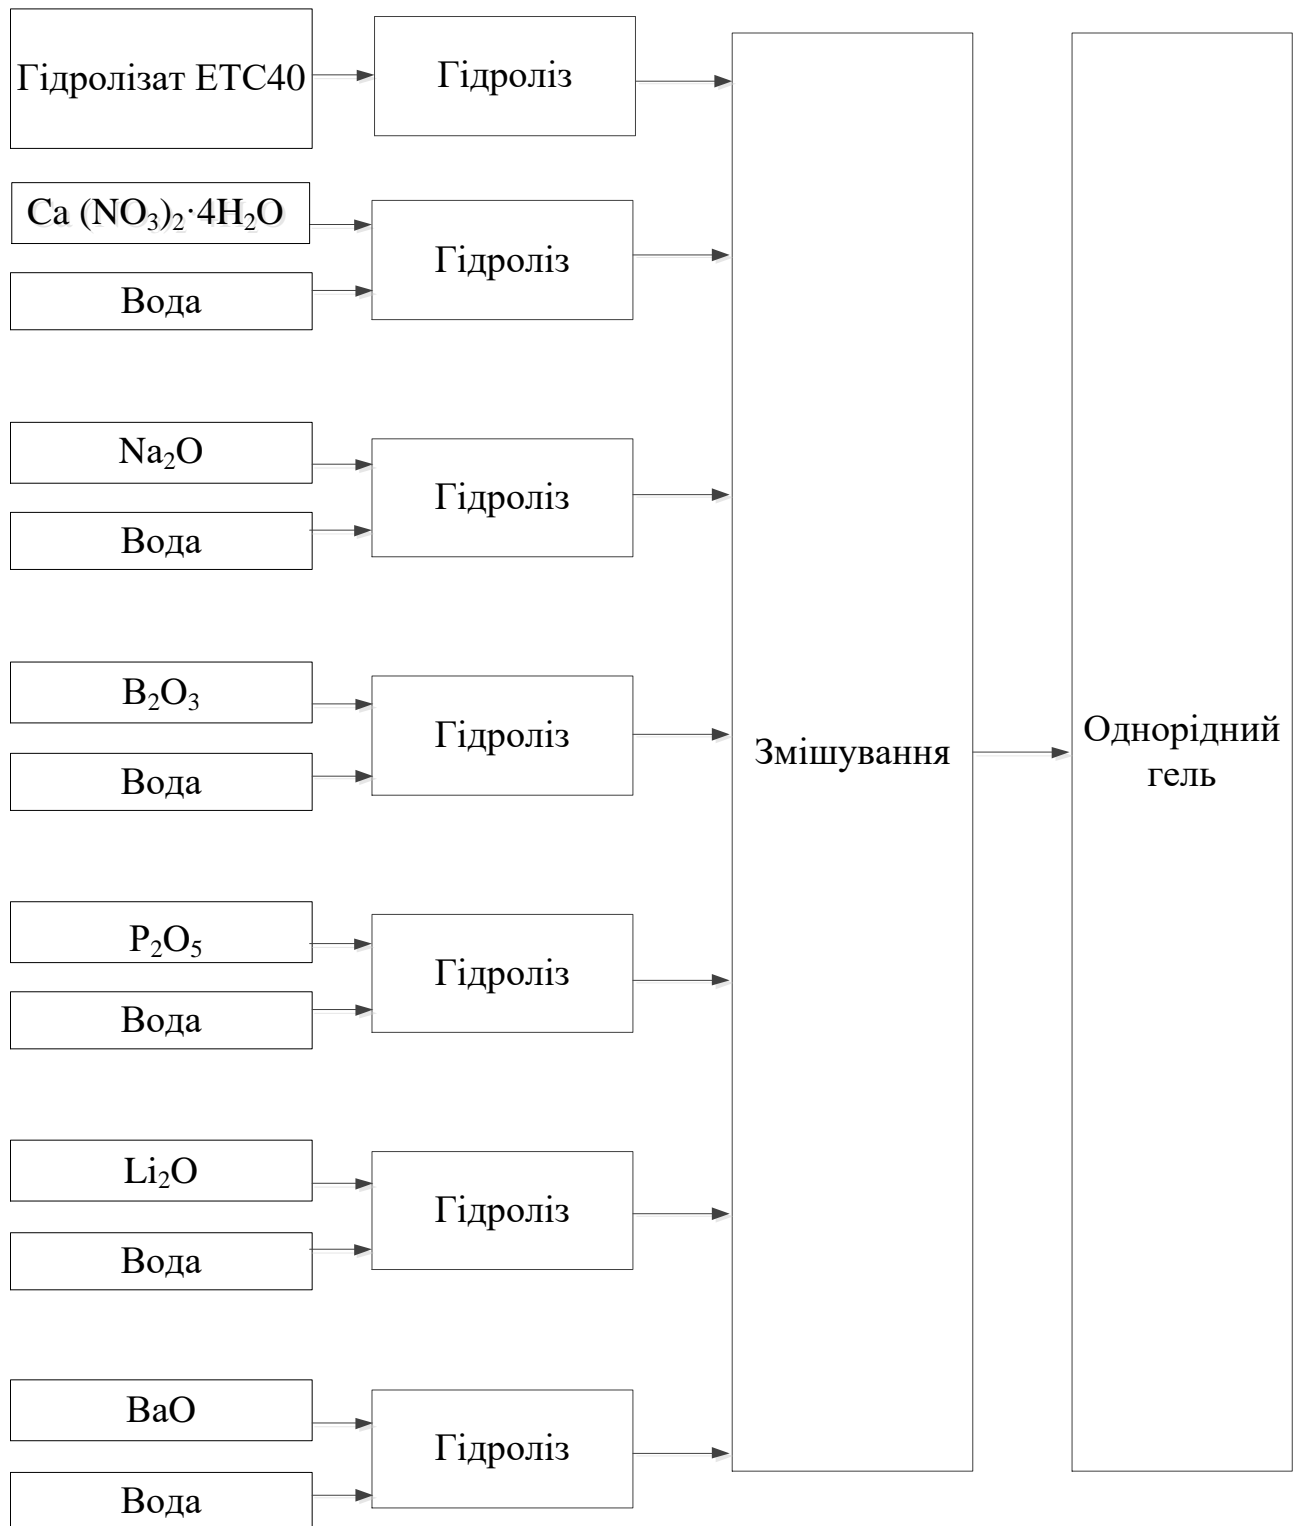 Гідролізат ЕТС40
Гідроліз
Ca (NO₃)₂·4H₂O
Вода
Гідроліз
Na₂O
Вода
Гідроліз
B₂O₃
Вода
Гідроліз
P₂O₅
Вода
Гідроліз
Li₂O
Вода
Гідроліз
BaO
Вода
Гідроліз
Змішування
Однорідний
гель